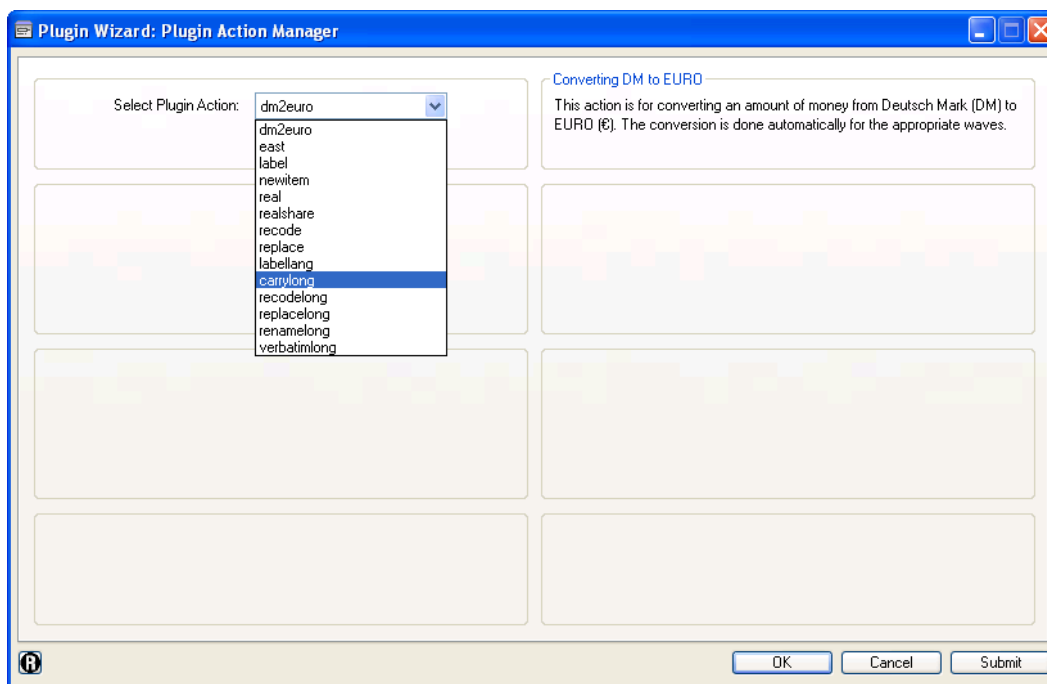 Plugin Wizard: Plugin Action Manager
Select Plugin Action:
dm2euro
dm2euro
east
label
newitem
real
realshare
recode
replace
labellang
carrylong
recodelong
replacelong
renamelong
verbatimlong
Converting DM to EURO
This action is for converting an amount of money from Deutsch Mark (DM) to
EURO (€). The conversion is done automatically for the appropriate waves.
R
OK
Cancel
Submit